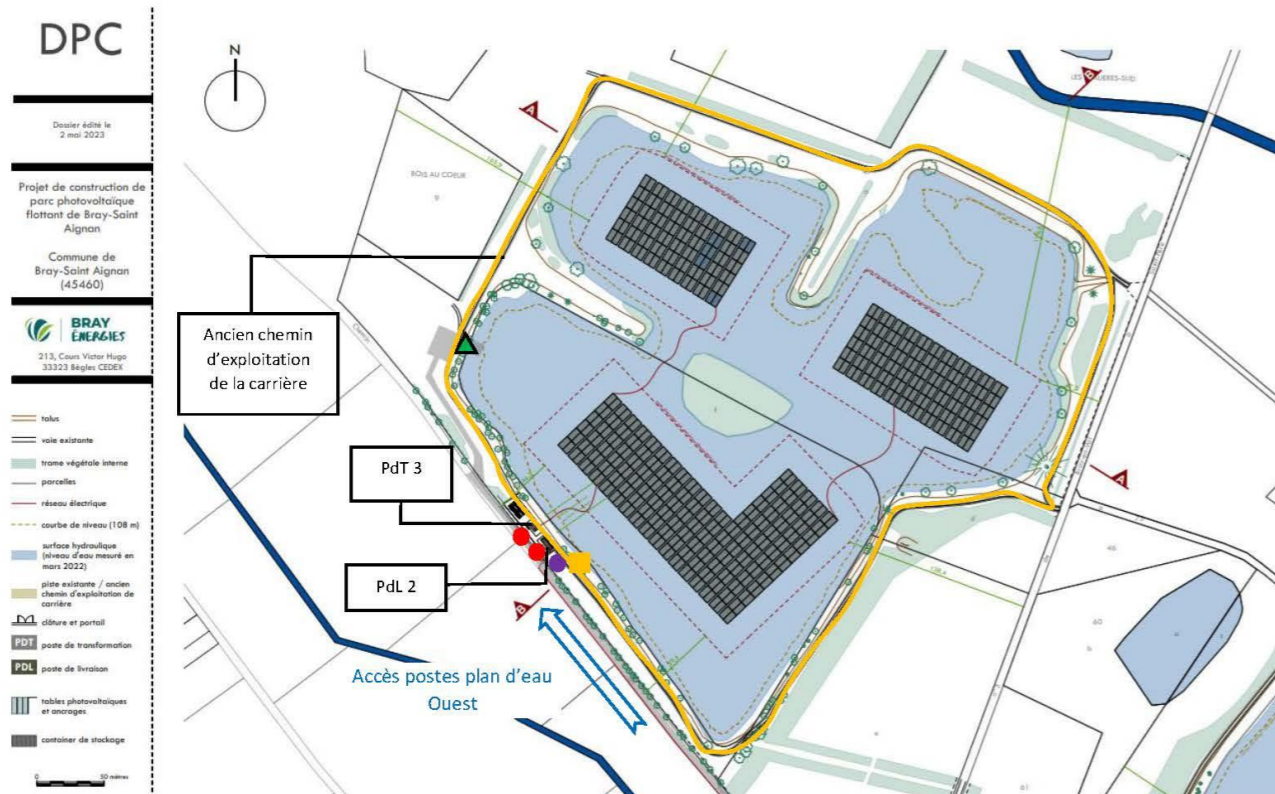 DPC
Dossier édité le
2 mai 2023
Projet de construction de
parc photovoltaïque
flottant de Bray-Saint
Aignan
Commune de
Bray-Saint Aignan
(45460)
BRAY
ÉNERGIES
213, Cours Victor Hugo
33323 Bègles CEDEX
talus
voie existante
trame végétale interne
parcelles
réseau électrique
courbe de niveau (108 m)
surface hydraulique
(niveau d'eau mesuré en
mars 2022)
piste existante / ancien
chemin d'exploitation de
carrière
clôture et portail
PDT poste de transformation
PDL poste de livraison
tables photovoltaïques
et ancrages
container de stockage
0 50 mètres
N
A
B
BOIS AU COEUR
Ancien chemin
d'exploitation
de la carrière
Chemin
PdT 3
PdL 2
B
A
Accès postes plan d'eau
Ouest
46
60
61